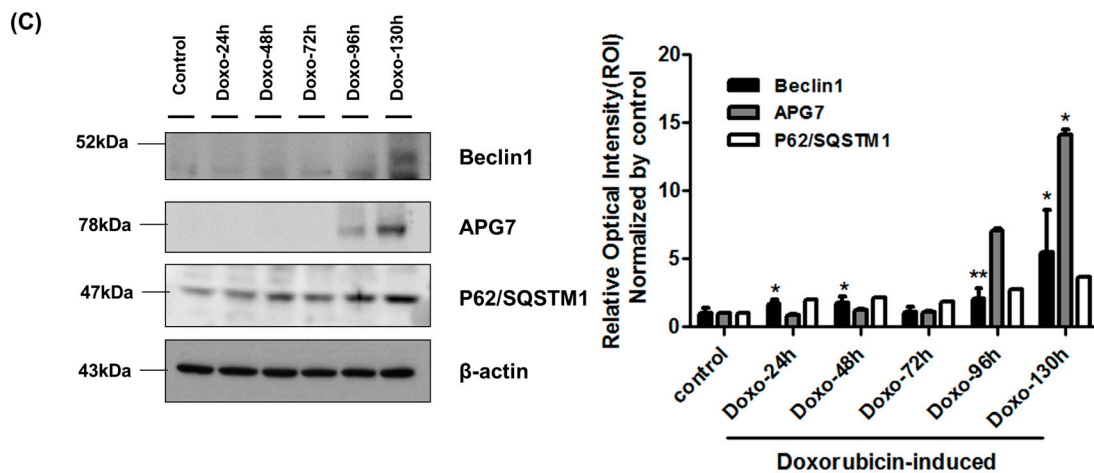 (C)
Control
Doxo-24h
Doxo-48h
Doxo-72h
Doxo-96h
Doxo-130h
52kDa
Beclin1
78kDa
APG7
47kDa
P62/SQSTM1
43kDa
β-actin
Relative Optical Intensity(ROI)
Normalized by control
20
15
10
5
0
Beclin1
APG7
P62/SQSTM1
*
*
**
*
*
control
Doxo-24h
Doxo-48h
Doxo-72h
Doxo-96h
Doxo-130h
Doxorubicin-induced